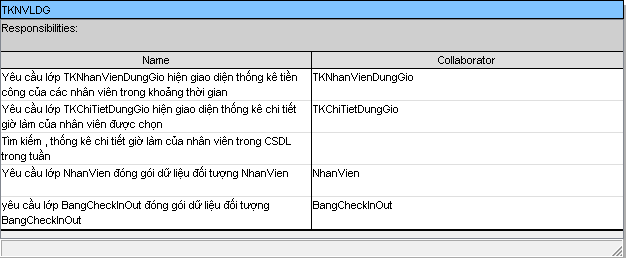 TKNVLDG
Responsibilities:
Name
Collaborator
Yêu cầu lớp TKNhanVienDungGio hiện giao diện thống kê tiền
công của các nhân viên trong khoảng thời gian
TKNhanVienDungGio
Yêu cầu lớp TKChiTietDungGio hiện giao diện thống kê chi tiết
giờ làm của nhân viên được chọn
TKChiTietDungGio
Tìm kiếm , thống kê chi tiết giờ làm của nhân viên trong CSDL
trong tuần
Yêu cầu lớp NhanVien đóng gói dữ liệu đối tượng NhanVien
NhanVien
yêu cầu lớp BangCheckInOut đóng gói dữ liệu đối tượng
BangCheckInOut
BangCheckInOut